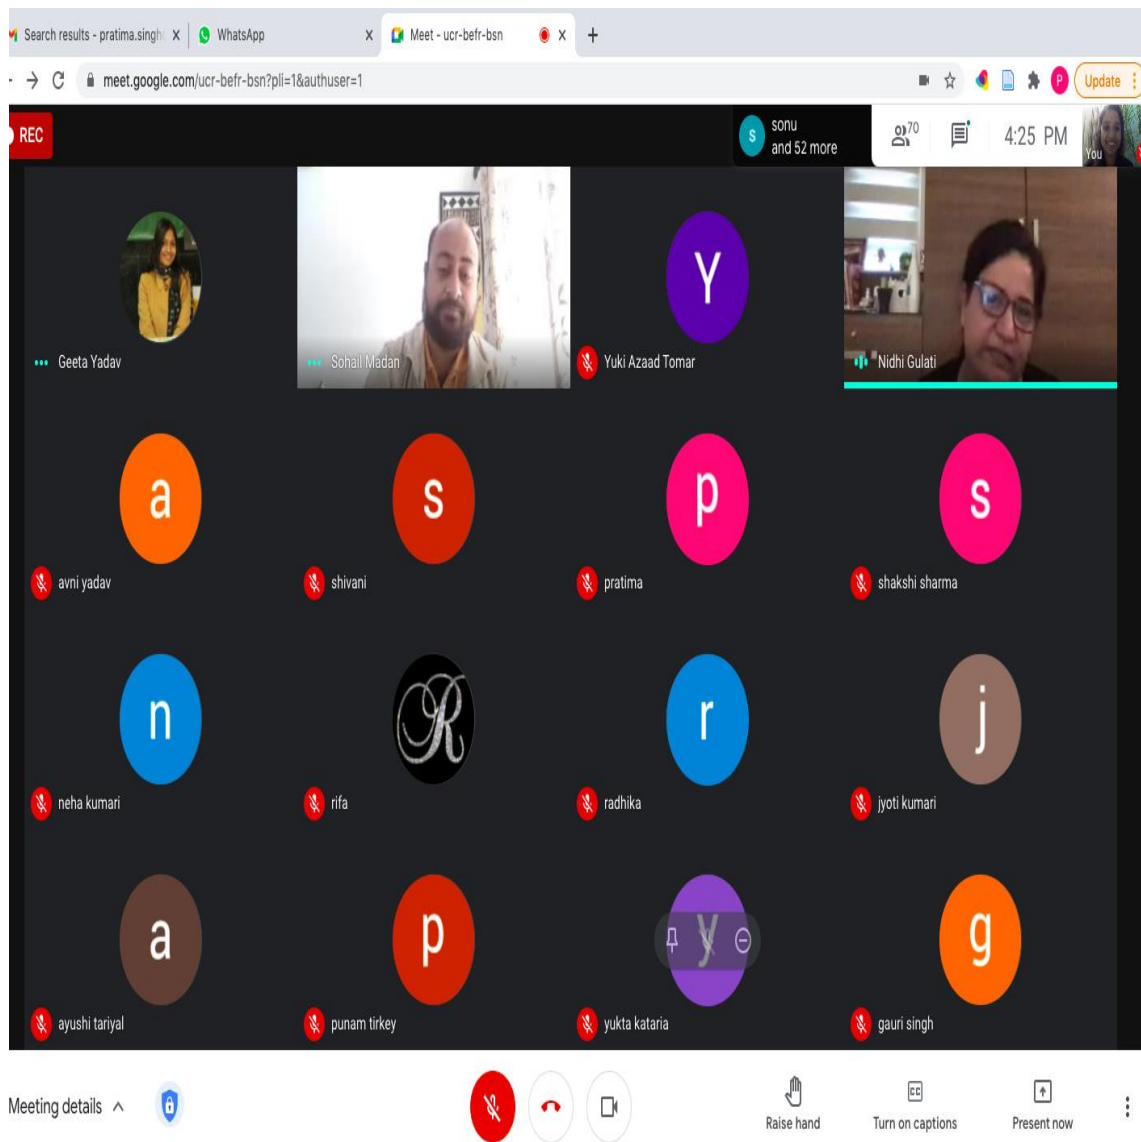 Search results - pratima.singh x WhatsApp x Meet - ucr-befr-bsn x +
meet.google.com/ucr-befr-bsn?pli=1&authuser=1 P Update
REC
s sonu
and 52 more
70
4:25 PM
You
Geeta Yadav
Sohail Madan
Y
Yuki Azaad Tomar
Nidhi Gulati
a
avni yadav
s
shivani
p
pratima
s
shakshi sharma
n
neha kumari
R
rifa
r
radhika
j
jyoti kumari
a
ayushi tariyal
p
punam tirkey
y
yukta kataria
g
gauri singh
Meeting details
Raise hand
CC
Turn on captions
Present now